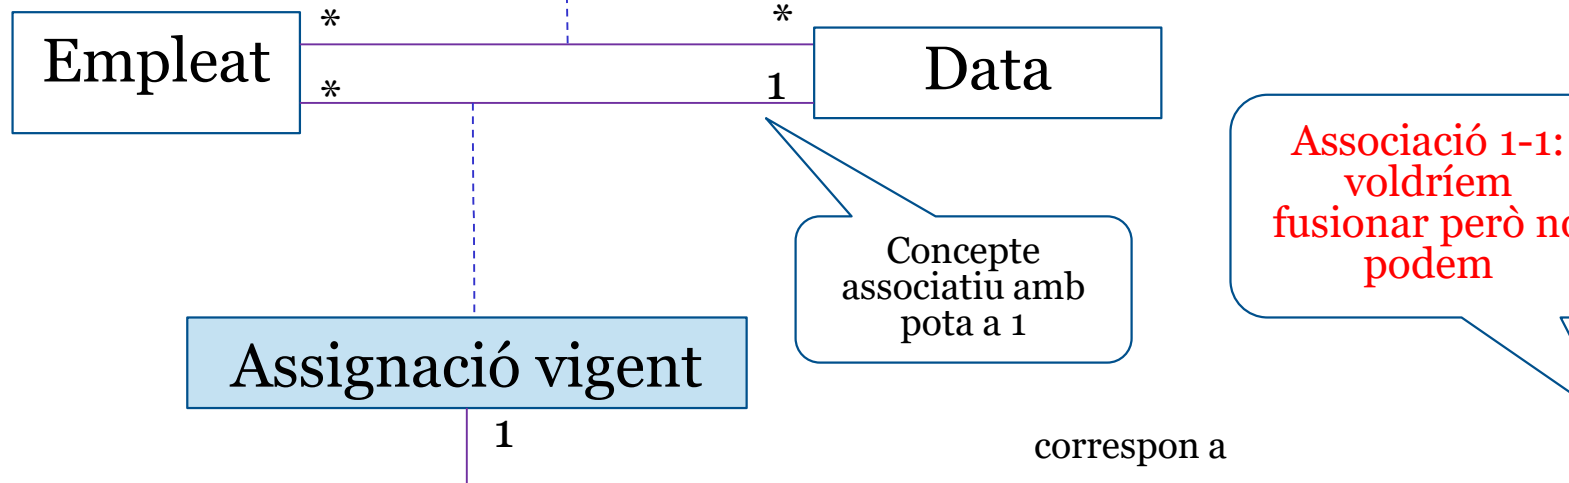 *
*
Empleat
Data
*
1
Associació 1-1:
voldríem
fusionar però no
podem
Concepte
associatiu amb
pota a 1
Assignació vigent
1
correspon a